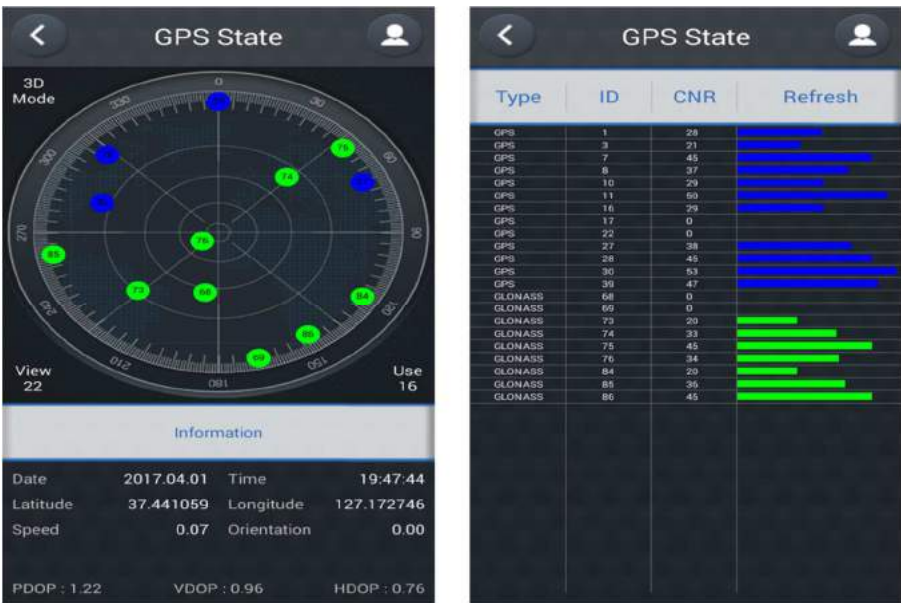 GPS State
3D
Mode
0
330
30
300
60
270
90
240
120
210
150
180
75
74
76
85
73
68
84
86
69
View
22
Use
16
Information
Date 2017.04.01 Time 19:47:44
Latitude 37.441059 Longitude 127.172746
Speed 0.07 Orientation 0.00
PDOP : 1.22 VDOP : 0.96 HDOP : 0.76
GPS State
Type ID CNR Refresh
GPS 1 28
GPS 3 21
GPS 7 45
GPS 8 37
GPS 10 29
GPS 11 50
GPS 16 29
GPS 17 0
GPS 22 0
GPS 27 38
GPS 28 45
GPS 30 53
GPS 39 47
GLONASS 68 0
GLONASS 69 0
GLONASS 73 20
GLONASS 74 33
GLONASS 75 45
GLONASS 76 34
GLONASS 84 20
GLONASS 85 36
GLONASS 86 45